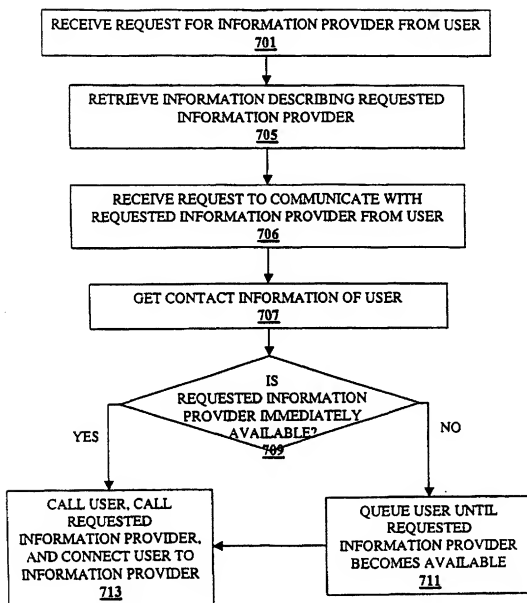 RECEIVE REQUEST FOR INFORMATION PROVIDER FROM USER
701
RETRIEVE INFORMATION DESCRIBING REQUESTED
INFORMATION PROVIDER
705
RECEIVE REQUEST TO COMMUNICATE WITH
REQUESTED INFORMATION PROVIDER FROM USER
706
GET CONTACT INFORMATION OF USER
707
IS
REQUESTED INFORMATION
PROVIDER IMMEDIATELY
AVAILABLE?
709
YES
NO
CALL USER, CALL
REQUESTED
INFORMATION PROVIDER,
AND CONNECT USER TO
INFORMATION PROVIDER
713
QUEUE USER UNTIL
REQUESTED
INFORMATION PROVIDER
BECOMES AVAILABLE
711